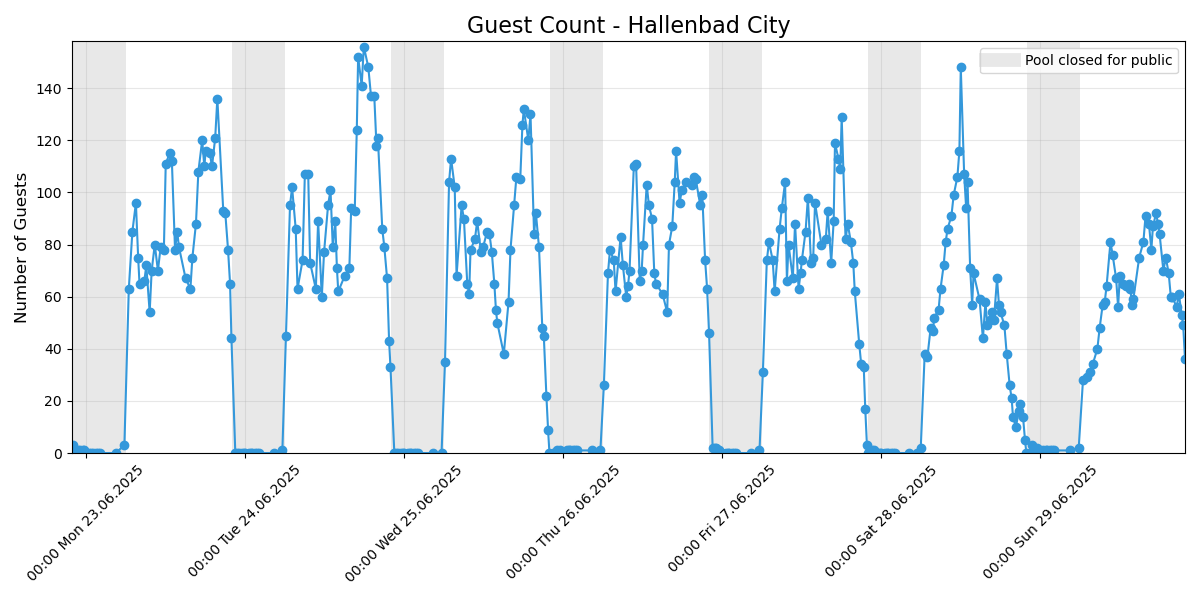 Guest Count - Hallenbad City
Pool closed for public
Number of Guests
140
120
100
80
60
40
20
0
00:00 Mon 23.06.2025
00:00 Tue 24.06.2025
00:00 Wed 25.06.2025
00:00 Thu 26.06.2025
00:00 Fri 27.06.2025
00:00 Sat 28.06.2025
00:00 Sun 29.06.2025